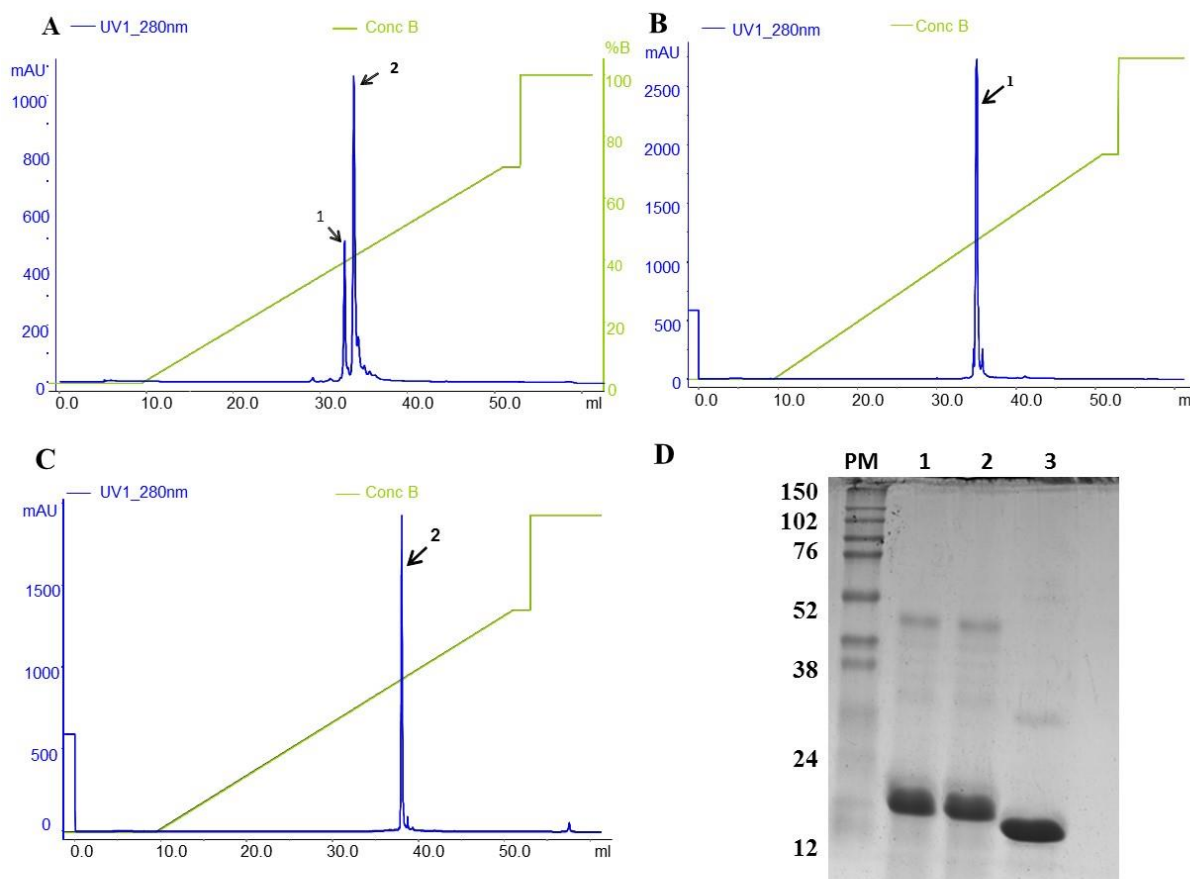 A
UV1_280nm
Conc B
mAU
%B
1000
800
600
400
200
0
100
80
60
40
20
0
1
2
0.0 10.0 20.0 30.0 40.0 50.0 ml
B
UV1_280nm
Conc B
mAU
2500
2000
1500
1000
500
0
1
0.0 10.0 20.0 30.0 40.0 50.0 m
C
UV1_280nm
Conc B
mAU
1500
1000
500
0
2
0.0 10.0 20.0 30.0 40.0 50.0 ml
D
PM 1 2 3
150
102
76
52
38
24
12